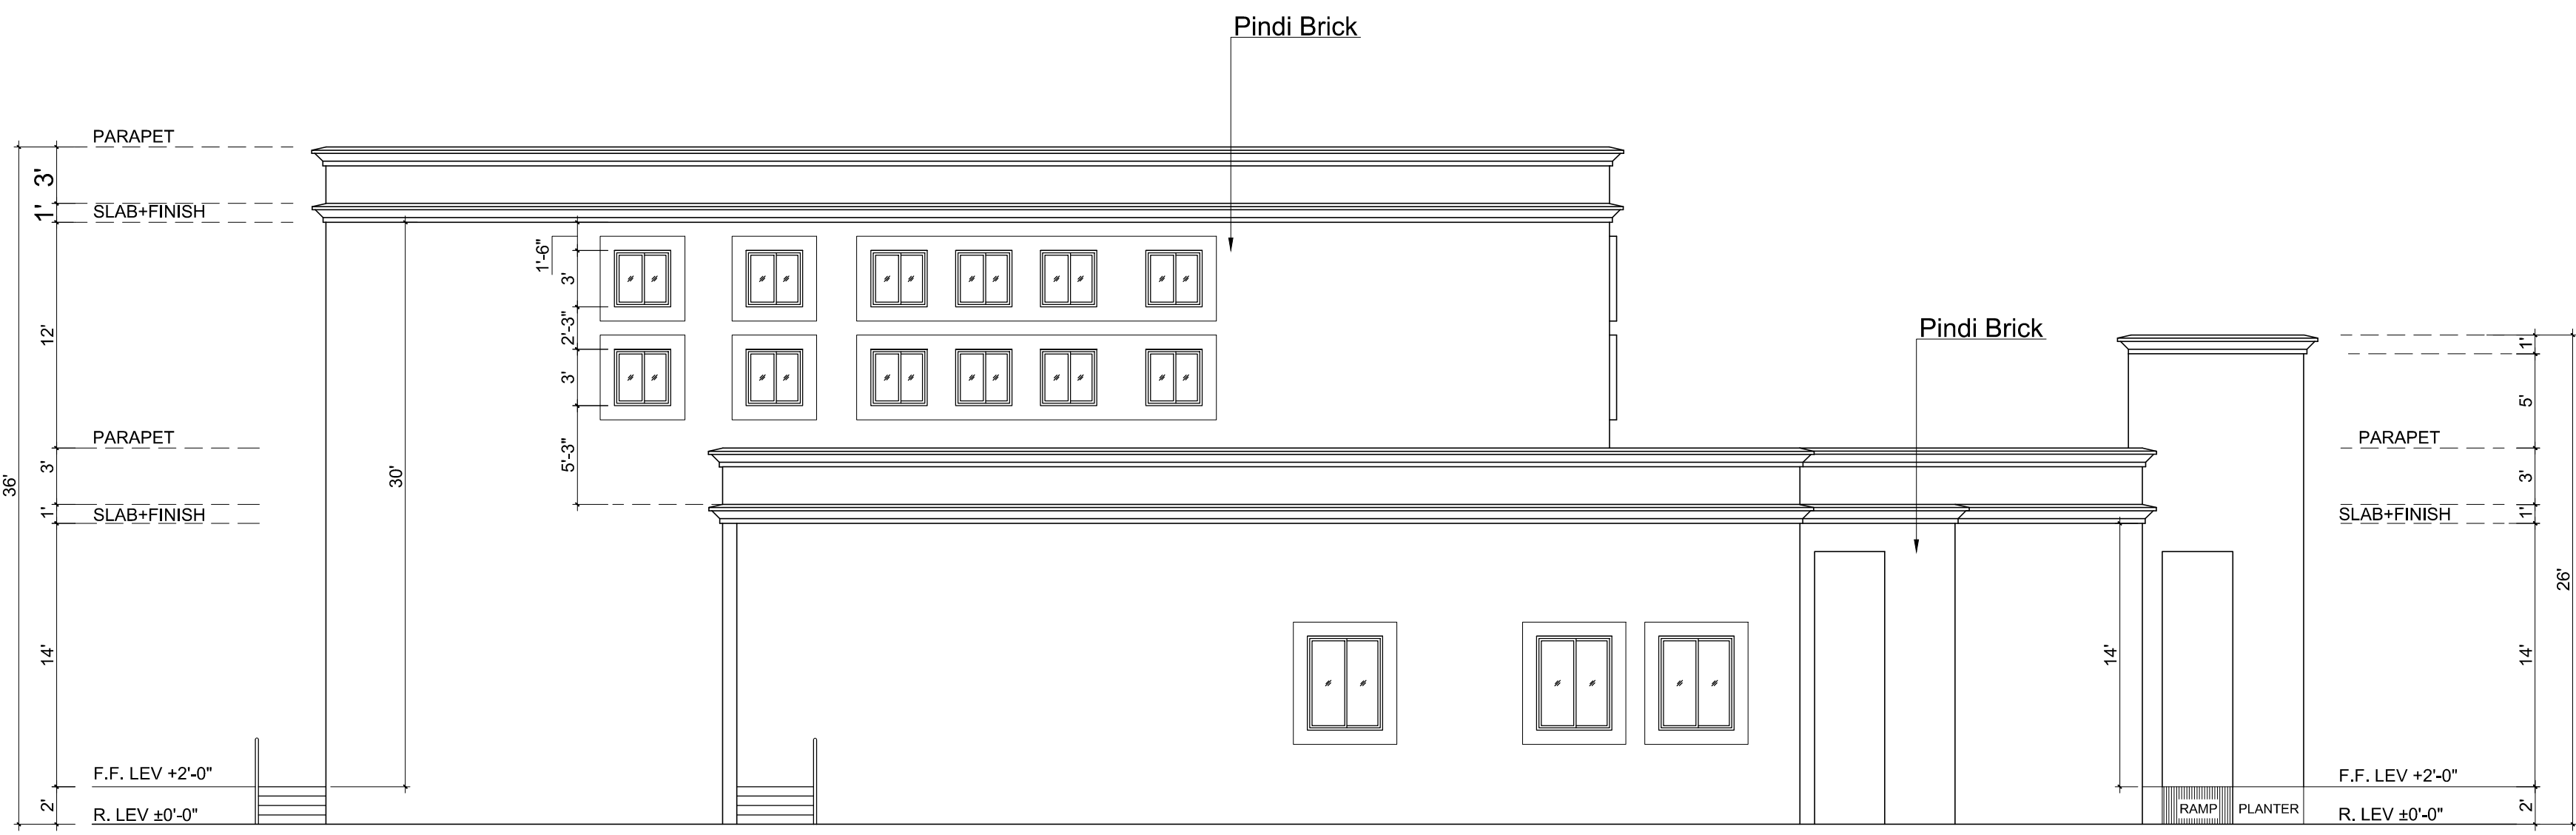 Pindi Brick
PARAPET
3'
1'
SLAB+FINISH
1'-6"
3'
12'
2'-3"
3'
PARAPET
3'
5'-3"
36'
30'
1'
SLAB+FINISH
14'
F.F. LEV +2'-0"
2'
R. LEV ±0'-0"
Pindi Brick
1'
5'
PARAPET
3'
SLAB+FINISH
1'
26'
14'
14'
F.F. LEV +2'-0"
RAMP
PLANTER
2'
R. LEV ±0'-0"